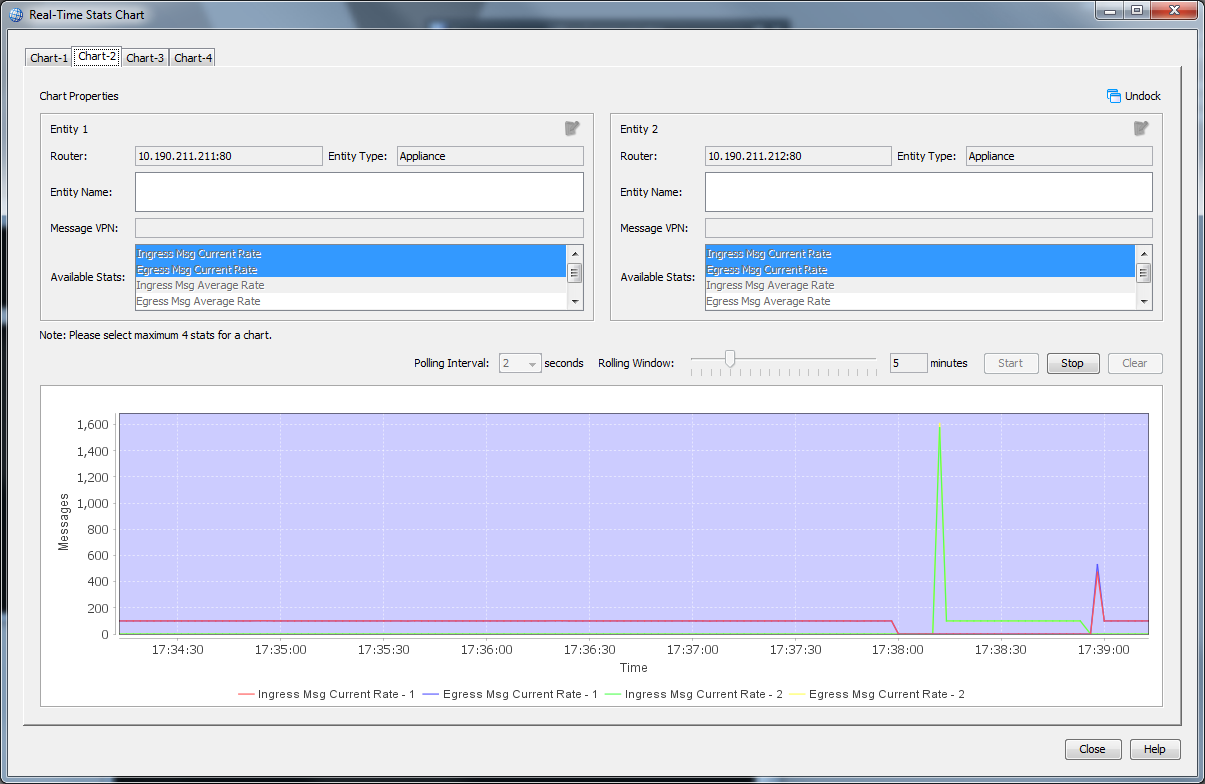 Real-Time Stats Chart
Chart-1 Chart-2 Chart-3 Chart-4
Chart Properties Undock
Entity 1 Entity 2
Router: 10.190.211.211:80 Entity Type: Appliance Router: 10.190.211.212:80 Entity Type: Appliance
Entity Name: Entity Name:
Message VPN: Message VPN:
Ingress Msg Current Rate Ingress Msg Current Rate
Egress Msg Current Rate Egress Msg Current Rate
Available Stats: Available Stats:
Ingress Msg Average Rate Ingress Msg Average Rate
Egress Msg Average Rate Egress Msg Average Rate
Note: Please select maximum 4 stats for a chart.
Polling Interval: 2 seconds Rolling Window: 5 minutes Start Stop Clear
1,600
1,400
1,200
1,000
800
600
400
200
0
Messages
17:34:30 17:35:00 17:35:30 17:36:00 17:36:30 17:37:00 17:37:30 17:38:00 17:38:30 17:39:00
Time
Ingress Msg Current Rate - 1 Egress Msg Current Rate - 1 Ingress Msg Current Rate - 2 Egress Msg Current Rate - 2
Close Help